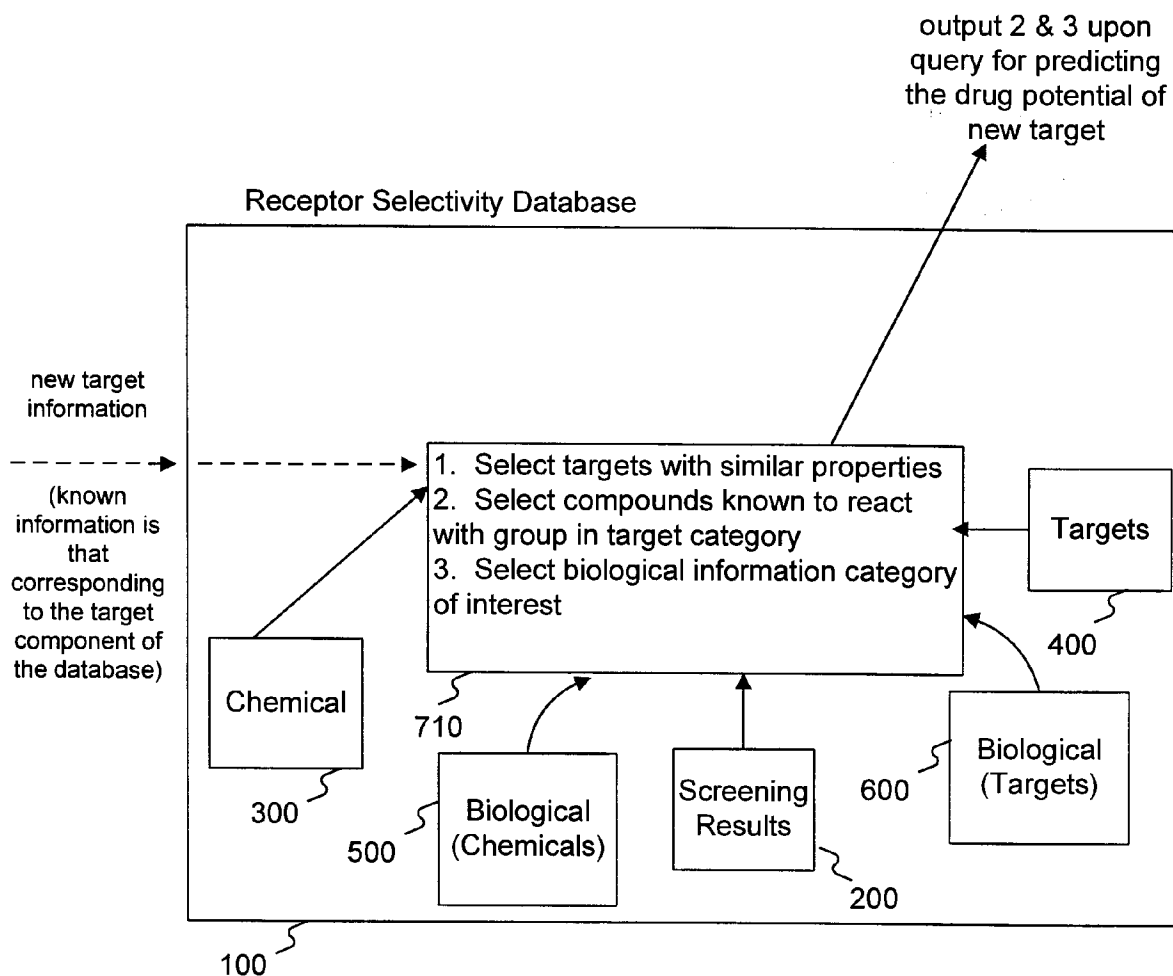 output 2 & 3 upon
query for predicting
the drug potential of
new target
Receptor Selectivity Database
new target
information
(known
information is
that
corresponding
to the target
component of
the database)
1. Select targets with similar properties
2. Select compounds known to react
with group in target category
3. Select biological information category
of interest
Targets
400
Chemical
300
710
Biological
(Chemicals)
500
Screening
Results
200
Biological
(Targets)
600
100